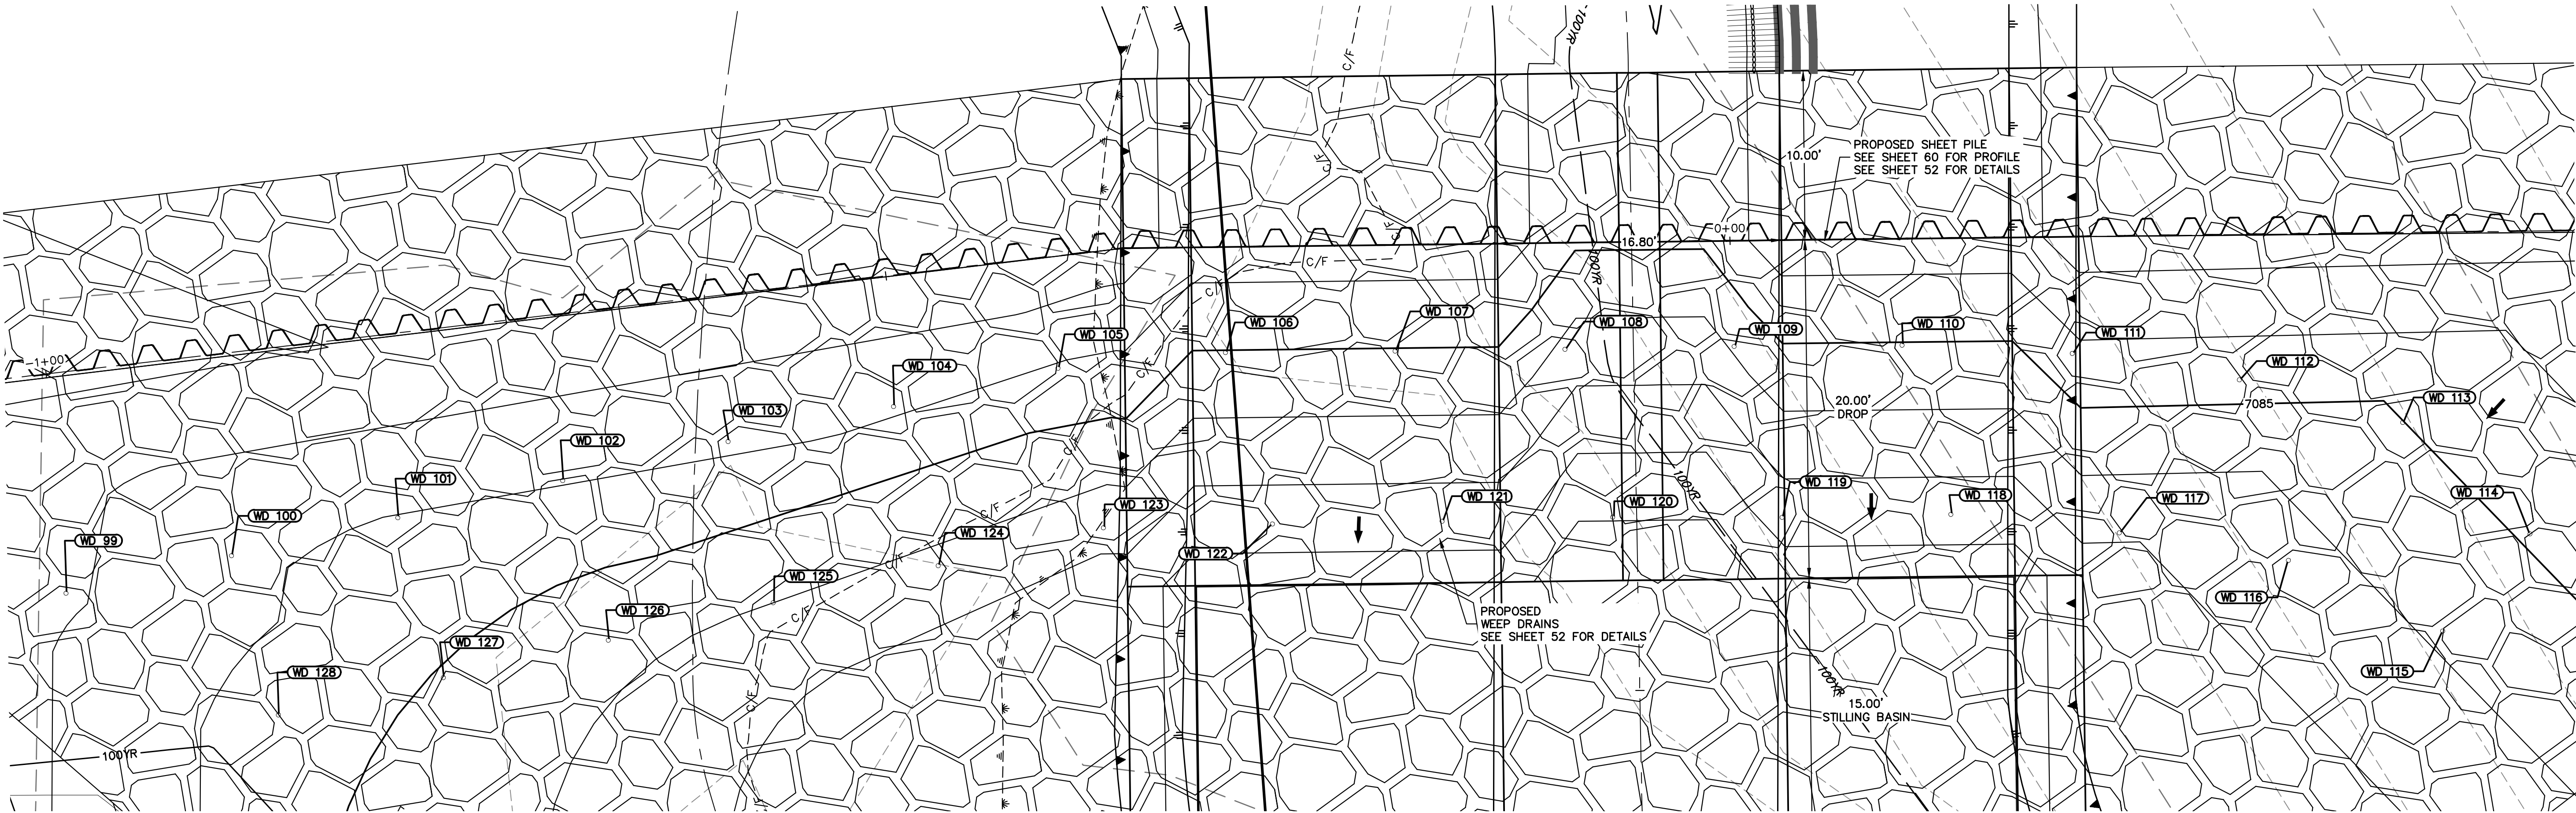 -100YR
C/F
C/F
C/F
10.00'
PROPOSED SHEET PILE
SEE SHEET 60 FOR PROFILE
SEE SHEET 52 FOR DETAILS
16.80'
0+00
C/F
100YR
C/F
-1+00
WD 105
WD 106
WD 107
WD 108
WD 109
WD 110
WD 111
WD 104
C/F
WD 112
WD 103
20.00'
DROP
7085
WD 113
WD 102
C/F
WD 101
100YR
WD 119
WD 114
WD 100
C/F
WD 123
WD 121
WD 120
WD 118
WD 117
WD 99
WD 124
WD 122
C/F
WD 125
WD 126
C/F
PROPOSED
WEEP DRAINS
SEE SHEET 52 FOR DETAILS
WD 116
WD 127
WD 128
C/F
100YR
WD 115
15.00'
STILLING BASIN
100YR